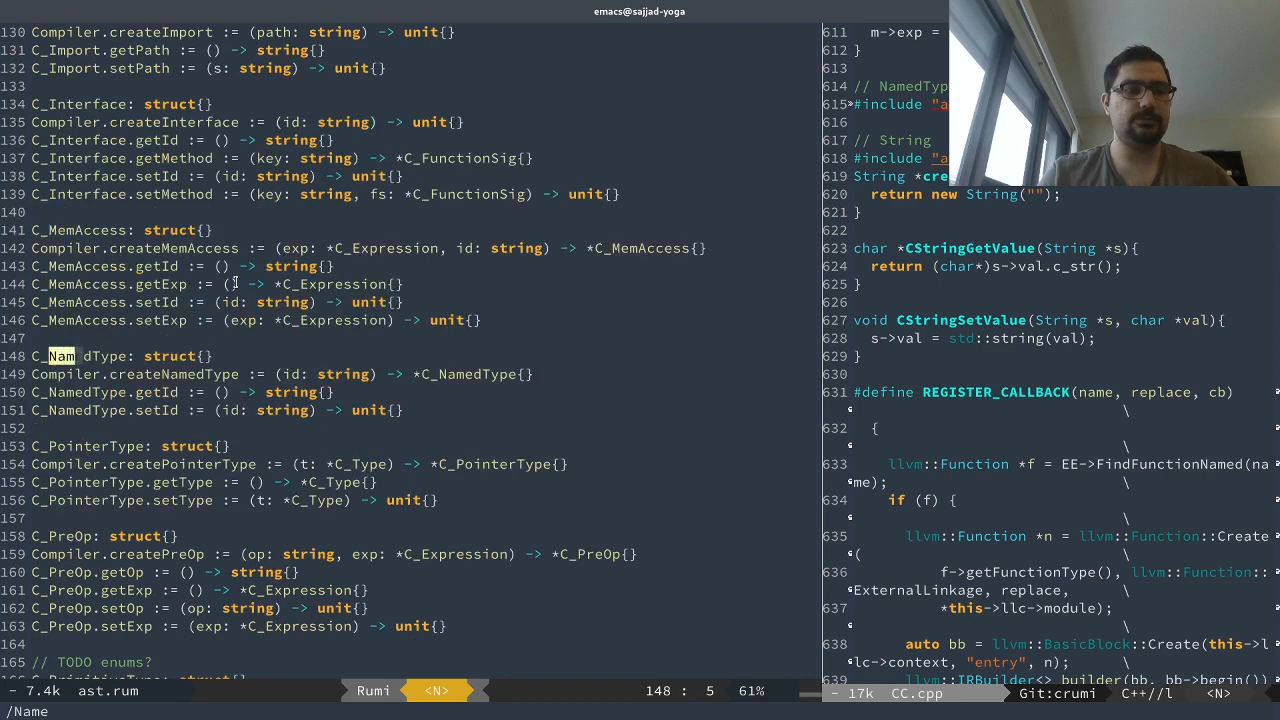 emacs@sajjad-yoga
130 Compiler.createImport := (path: string) -> unit{}
131 C_Import.getPath := () -> string{}
132 C_Import.setPath := (s: string) -> unit{}
133
134 C_Interface: struct{}
135 Compiler.createInterface := (id: string) -> unit{}
136 C_Interface.getId := () -> string{}
137 C_Interface.getMethod := (key: string) -> *C_FunctionSig{}
138 C_Interface.setId := (id: string) -> unit{}
139 C_Interface.setMethod := (key: string, fs: *C_FunctionSig) -> unit{}
140
141 C_MemAccess: struct{}
142 Compiler.createMemAccess := (exp: *C_Expression, id: string) -> *C_MemAccess{}
143 C_MemAccess.getId := () -> string{}
144 C_MemAccess.getExp := () -> *C_Expression{}
145 C_MemAccess.setId := (id: string) -> unit{}
146 C_MemAccess.setExp := (exp: *C_Expression) -> unit{}
147
148 C_NamedType: struct{}
149 Compiler.createNamedType := (id: string) -> *C_NamedType{}
150 C_NamedType.getId := () -> string{}
151 C_NamedType.setId := (id: string) -> unit{}
152
153 C_PointerType: struct{}
154 Compiler.createPointerType := (t: *C_Type) -> *C_PointerType{}
155 C_PointerType.getType := () -> *C_Type{}
156 C_PointerType.setType := (t: *C_Type) -> unit{}
157
158 C_PreOp: struct{}
159 Compiler.createPreOp := (op: string, exp: *C_Expression) -> *C_PreOp{}
160 C_PreOp.getOp := () -> string{}
161 C_PreOp.getExp := () -> *C_Expression{}
162 C_PreOp.setOp := (op: string) -> unit{}
163 C_PreOp.setExp := (exp: *C_Expression) -> unit{}
164
165 // TODO enums?
- 7.4k ast.rum Rumi <N> 148 : 5 61%
/Name
611 m->exp =
612 }
613
614 // NamedTyp
615 #include "a
616
617 // String
618 #include "a
619 String *cre
620 return new String("");
621 }
622
623 char *CStringGetValue(String *s){
624 return (char*)s->val.c_str();
625 }
626
627 void CStringSetValue(String *s, char *val){
628 s->val = std::string(val);
629 }
630
631 #define REGISTER_CALLBACK(name, replace, cb)
\
632 {
\
633 llvm::Function *f = EE->FindFunctionNamed(na
me); \
634 if (f) {
\
635 llvm::Function *n = llvm::Function::Create
( \
636 f->getFunctionType(), llvm::Function::
ExternalLinkage, replace, \
637 *this->llc->module);
\
638 auto bb = llvm::BasicBlock::Create(this->l
lc->context, "entry", n); \
639 llvm::IRBuilder<> builder(bb, bb->begin())
- 17k CC.cpp Git:crumi C++//l <N>